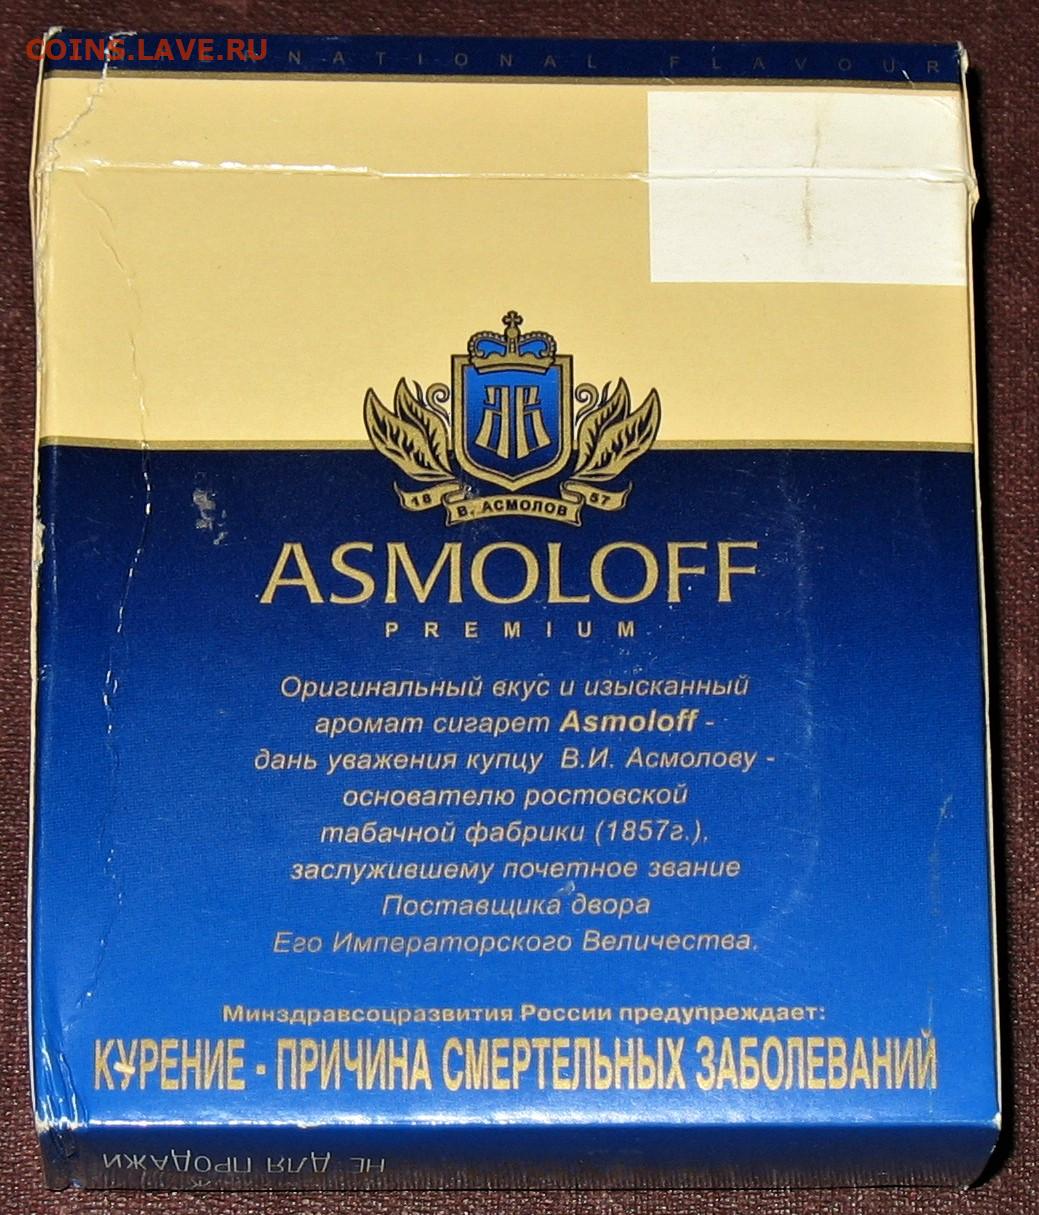 COINS.LAVE.RU
INTERNATIONAL FLAVOUR
18 В. АСМОЛОВ 57
ASMOLOFF
PREMIUM
Оригинальный вкус и изысканный
аромат сигарет Asmoloff -
дань уважения купцу В.И. Асмолову -
основателю ростовской
табачной фабрики (1857г.),
заслужившему почетное звание
Поставщика двора
Его Императорского Величества.
Минздравсоцразвития России предупреждает:
КУРЕНИЕ - ПРИЧИНА СМЕРТЕЛЬНЫХ ЗАБОЛЕВАНИЙ
НЕ ДЛЯ ПРОДАЖИ